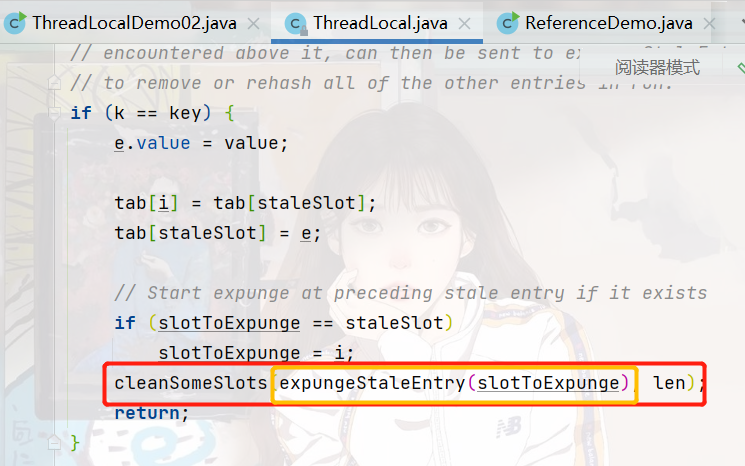 ThreadLocalDemo02.java ThreadLocal.java ReferenceDemo.java
// encountered above it, can then be sent to ex
阅读器模式
// to remove or rehash all of the other entries in run.
if (k == key) {
e.value = value;
tab[i] = tab[staleSlot];
tab[staleSlot] = e;
// Start expunge at preceding stale entry if it exists
if (slotToExpunge == staleSlot)
slotToExpunge = i;
cleanSomeSlots(expungeStaleEntry(slotToExpunge), len);
return;
}